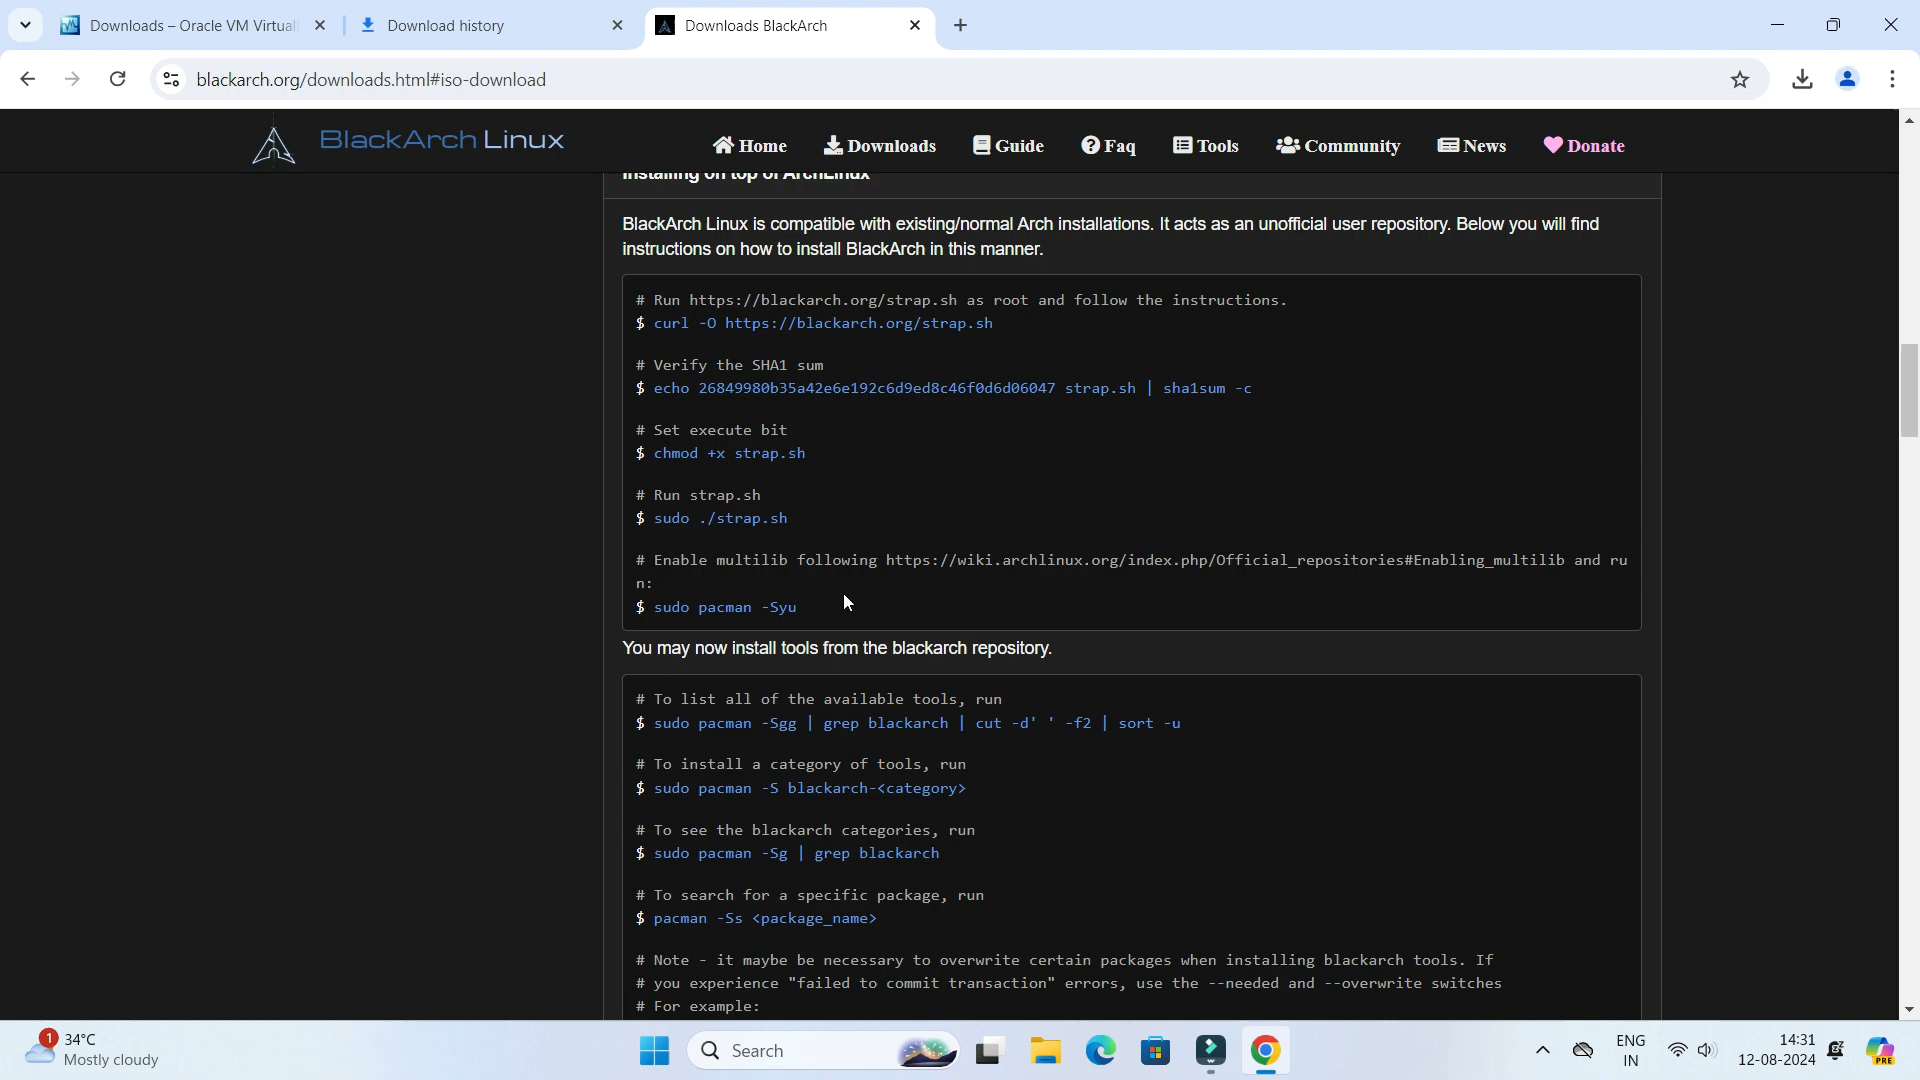 Downloads – Oracle VM Virtual
Download history
Downloads BlackArch
blackarch.org/downloads.html#iso-download
BlackArch Linux
Home
Downloads
Guide
Faq
Tools
Community
News
Donate
Installing on top of ArchLinux
BlackArch Linux is compatible with existing/normal Arch installations. It acts as an unofficial user repository. Below you will find
instructions on how to install BlackArch in this manner.
# Run https://blackarch.org/strap.sh as root and follow the instructions.
$ curl -O https://blackarch.org/strap.sh
# Verify the SHA1 sum
$ echo 26849980b35a42e6e192c6d9ed8c46f0d6d06047 strap.sh | sha1sum -c
# Set execute bit
$ chmod +x strap.sh
# Run strap.sh
$ sudo ./strap.sh
# Enable multilib following https://wiki.archlinux.org/index.php/Official_repositories#Enabling_multilib and ru
n:
$ sudo pacman -Syu
You may now install tools from the blackarch repository.
# To list all of the available tools, run
$ sudo pacman -Sgg | grep blackarch | cut -d' ' -f2 | sort -u
# To install a category of tools, run
$ sudo pacman -S blackarch-<category>
# To see the blackarch categories, run
$ sudo pacman -Sg | grep blackarch
# To search for a specific package, run
$ pacman -Ss <package_name>
# Note - it maybe be necessary to overwrite certain packages when installing blackarch tools. If
# you experience "failed to commit transaction" errors, use the --needed and --overwrite switches
# For example:
1
34°C
Mostly cloudy
Search
ENG
IN
14:31
12-08-2024
PRE